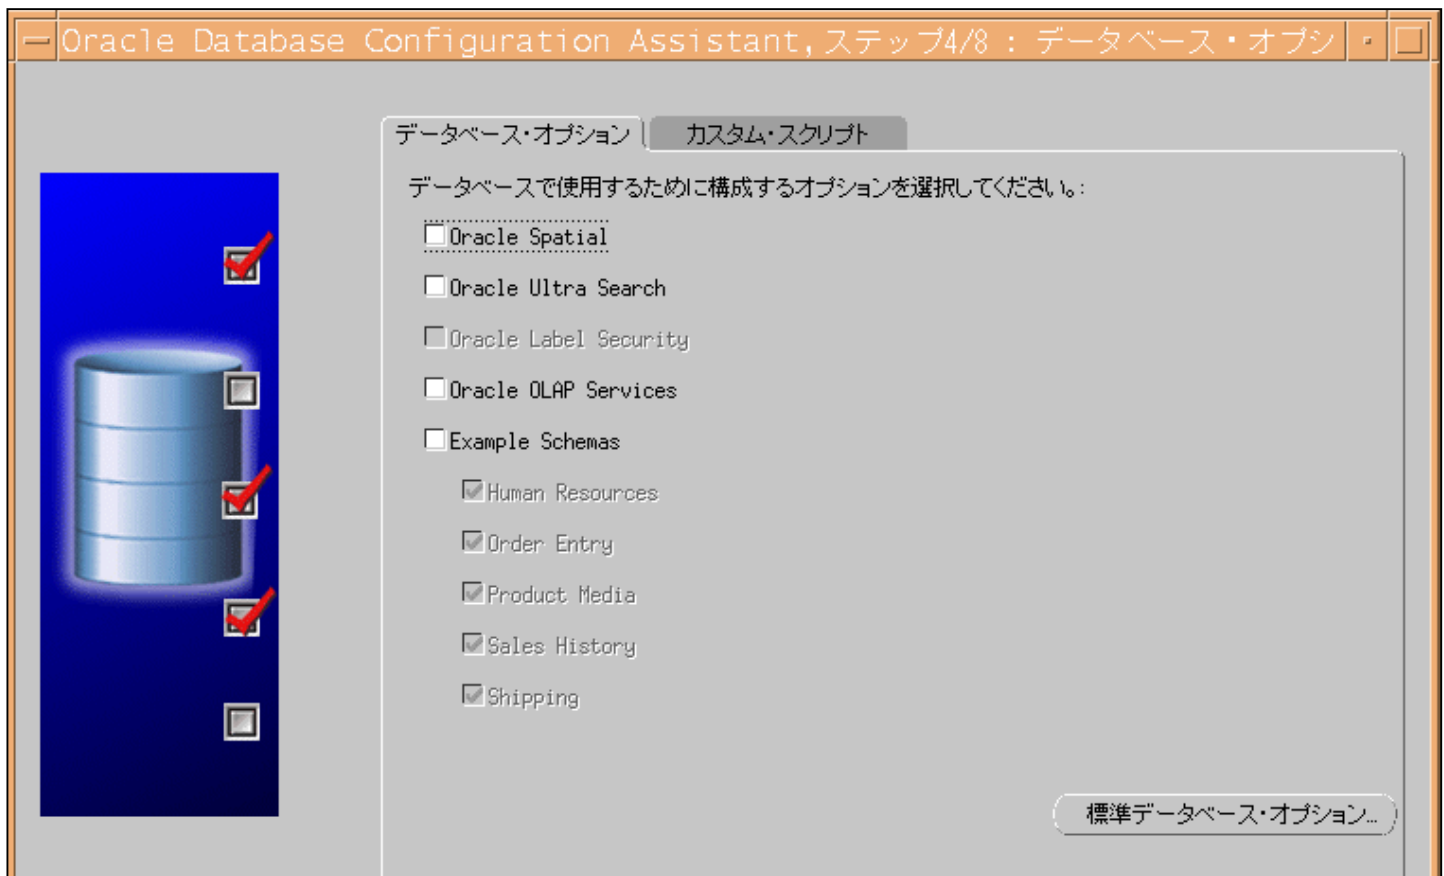 Oracle Database Configuration Assistant,ステップ4/8 : データベース・オプシ
データベース・オプション
カスタム・スクリプト
データベースで使用するために構成するオプションを選択してください。:
Oracle Spatial
Oracle Ultra Search
Oracle Label Security
Oracle OLAP Services
Example Schemas
Human Resources
Order Entry
Product Media
Sales History
Shipping
標準データベース・オプション...